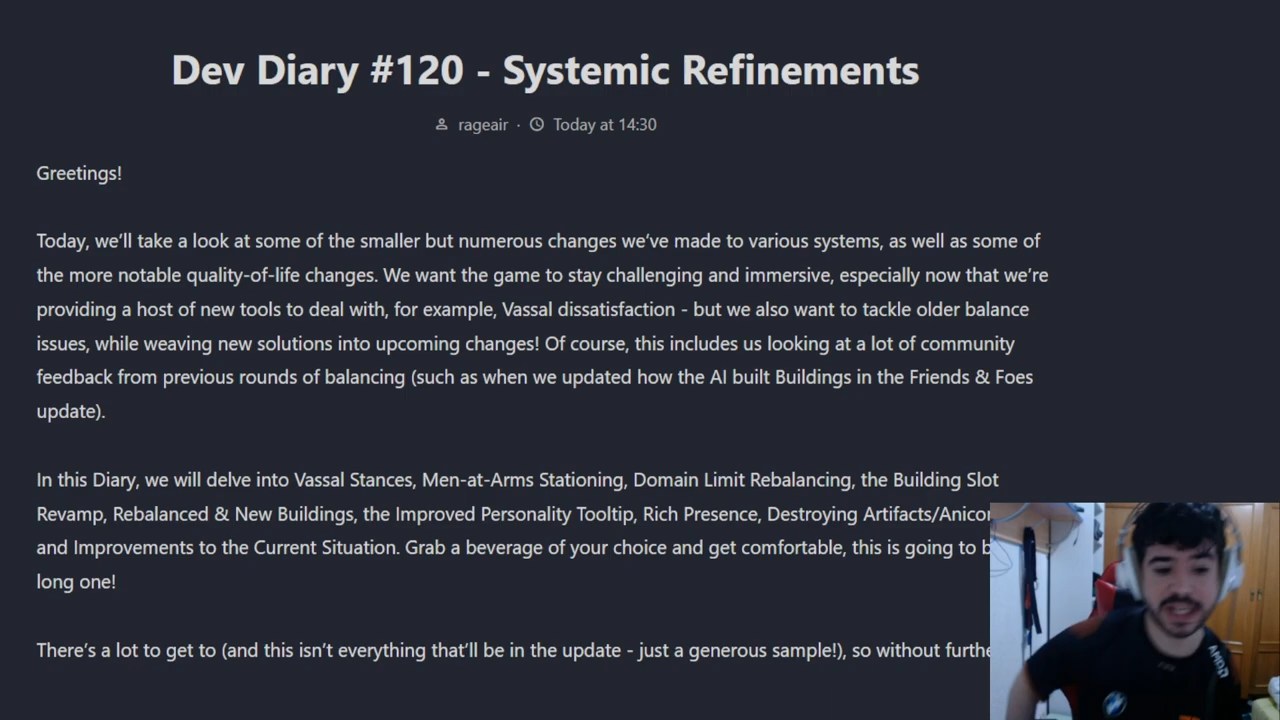 Dev Diary #120 - Systemic Refinements
rageair · Today at 14:30
Greetings!
Today, we’ll take a look at some of the smaller but numerous changes we’ve made to various systems, as well as some of
the more notable quality-of-life changes. We want the game to stay challenging and immersive, especially now that we’re
providing a host of new tools to deal with, for example, Vassal dissatisfaction - but we also want to tackle older balance
issues, while weaving new solutions into upcoming changes! Of course, this includes us looking at a lot of community
feedback from previous rounds of balancing (such as when we updated how the AI built Buildings in the Friends & Foes
update).
In this Diary, we will delve into Vassal Stances, Men-at-Arms Stationing, Domain Limit Rebalancing, the Building Slot
Revamp, Rebalanced & New Buildings, the Improved Personality Tooltip, Rich Presence, Destroying Artifacts/Anicon
and Improvements to the Current Situation. Grab a beverage of your choice and get comfortable, this is going to b
long one!
There’s a lot to get to (and this isn’t everything that’ll be in the update - just a generous sample!), so without furthe
AMD